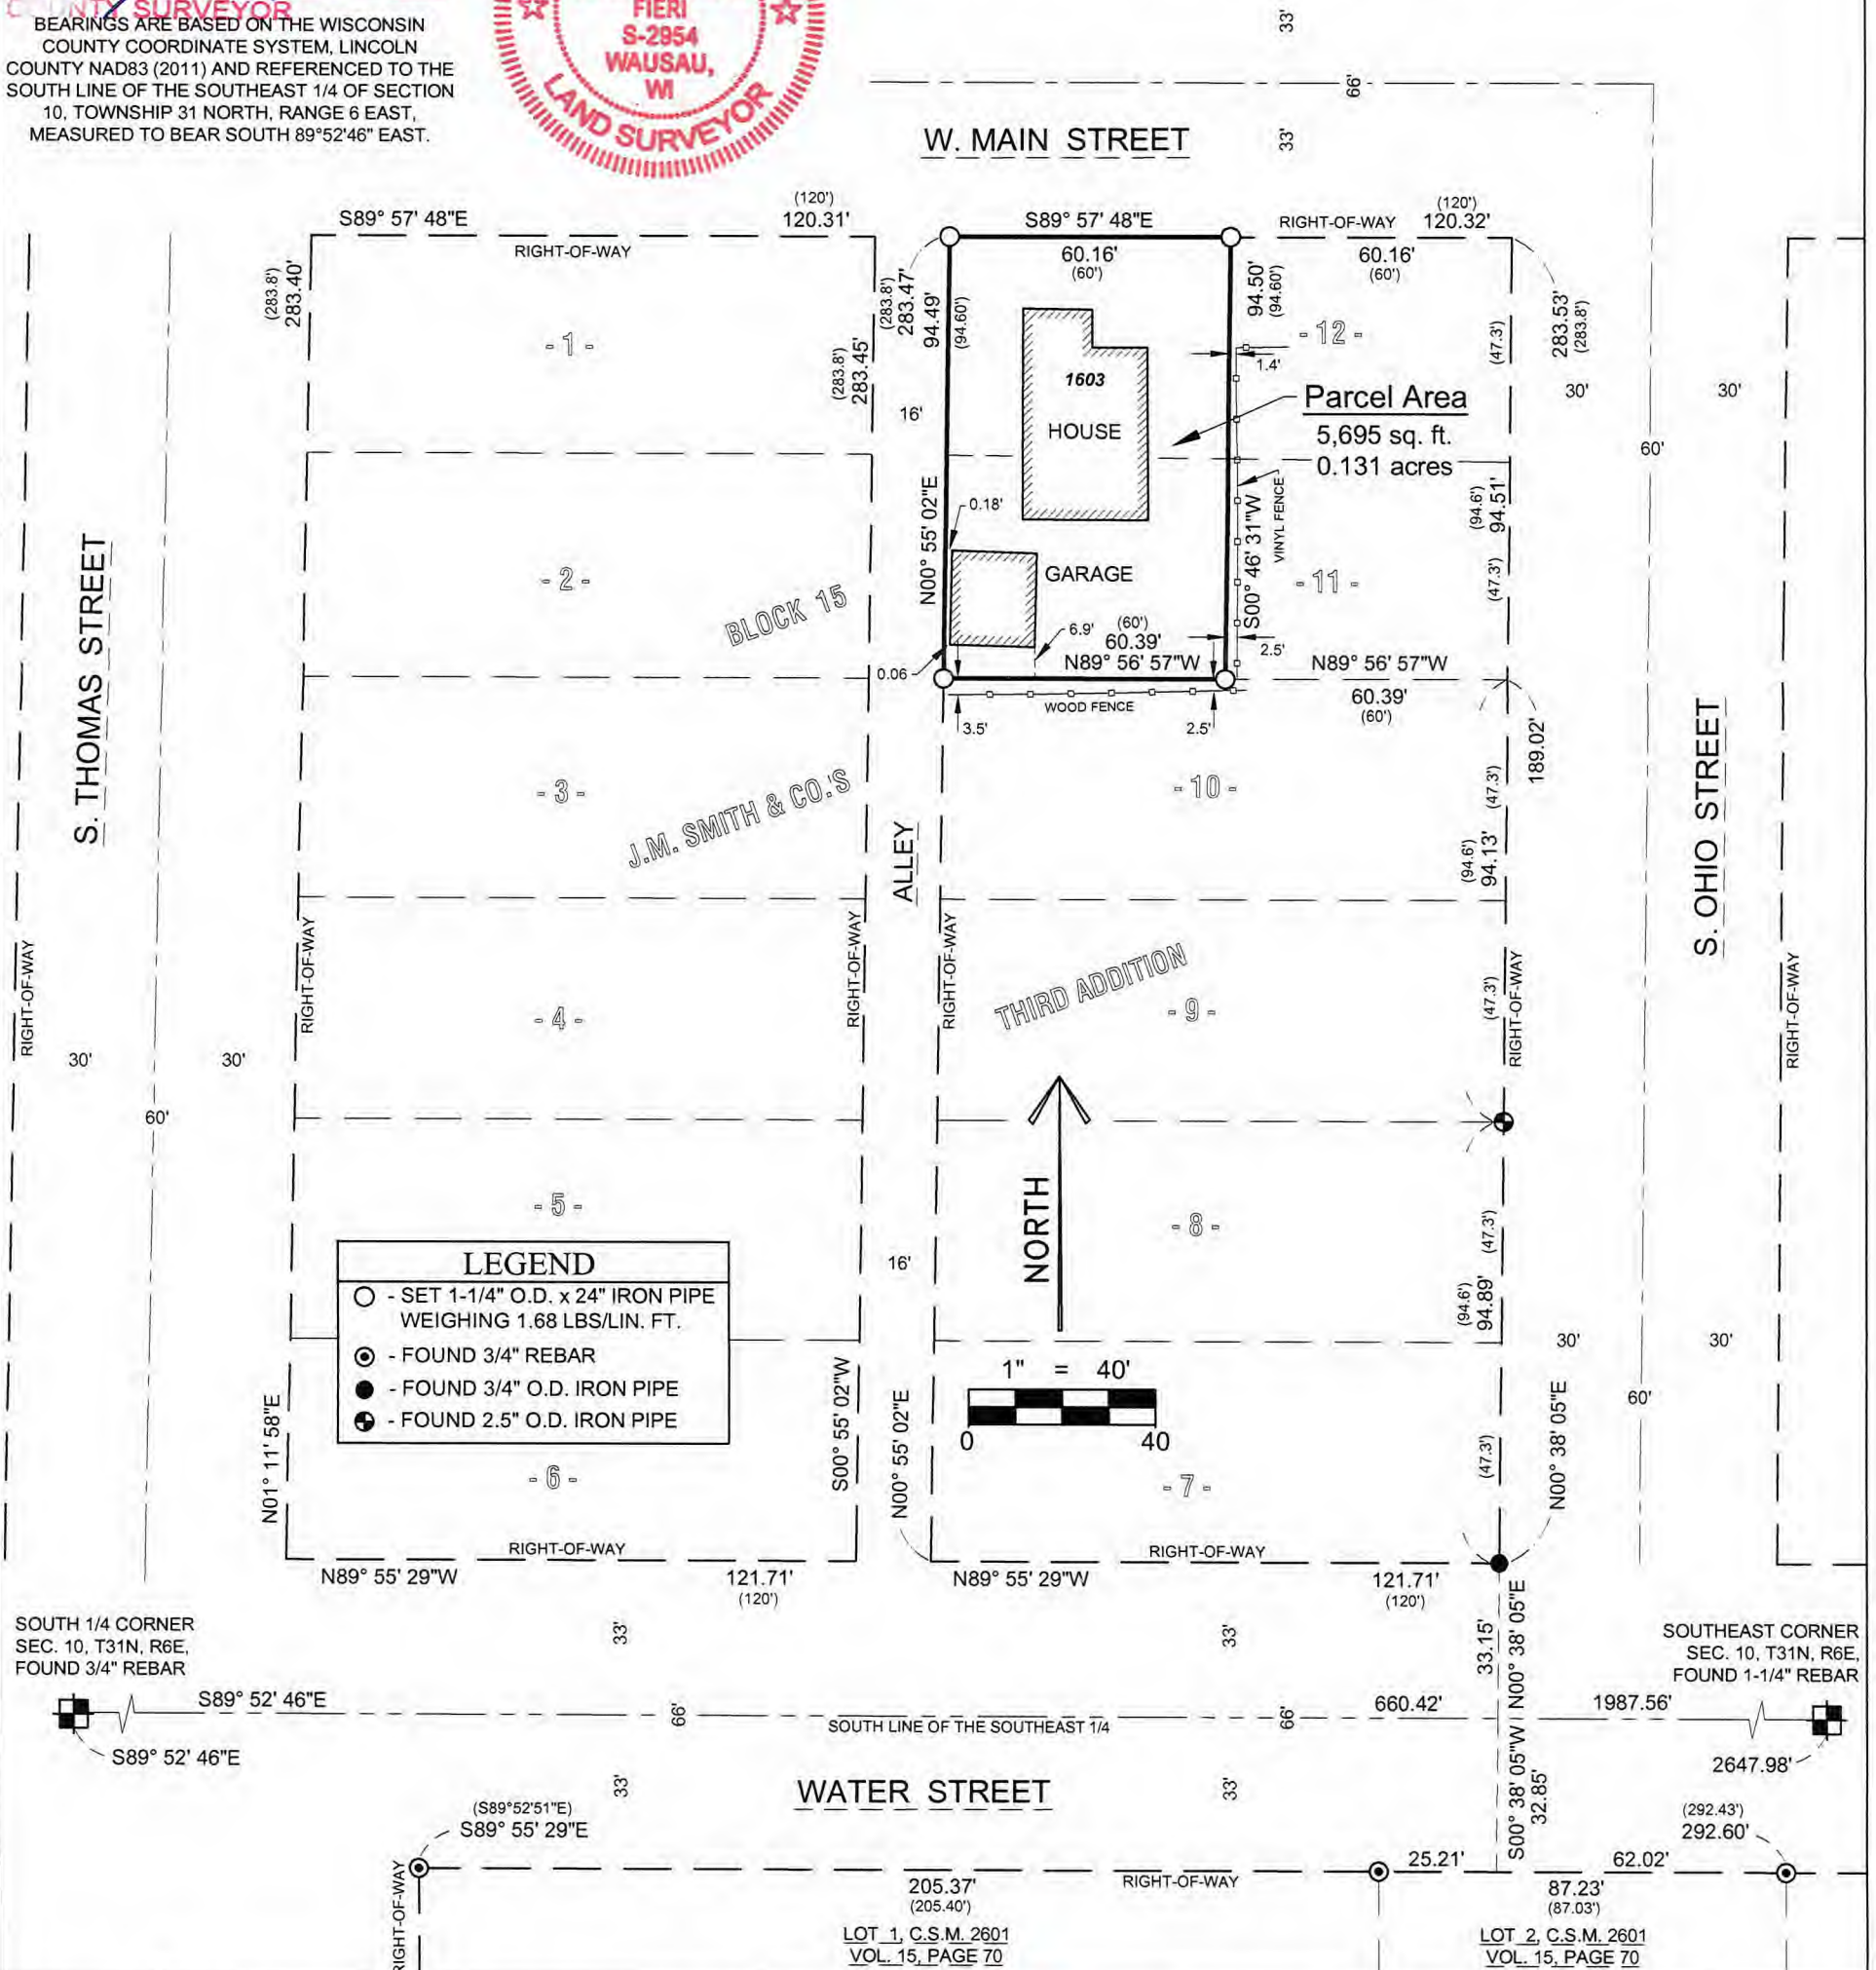 COUNTY SURVEYOR
BEARINGS ARE BASED ON THE WISCONSIN
COUNTY COORDINATE SYSTEM, LINCOLN
COUNTY NAD83 (2011) AND REFERENCED TO THE
SOUTH LINE OF THE SOUTHEAST 1/4 OF SECTION
10, TOWNSHIP 31 NORTH, RANGE 6 EAST,
MEASURED TO BEAR SOUTH 89°52'46" EAST.
FIERI
S-2954
WAUSAU,
WI
LAND SURVEYOR
33'
66'
33'
W. MAIN STREET
S89° 57' 48"E
(120')
120.31'
RIGHT-OF-WAY
S89° 57' 48"E
60.16'
(60')
RIGHT-OF-WAY
(120')
120.32'
60.16'
(60')
(283.8')
283.40'
(283.8')
283.45'
(283.8')
283.47'
94.49'
(94.60')
94.50'
(94.60')
(47.3')
283.53'
(283.8')
- 1 -
- 12 -
1.4'
1603
HOUSE
Parcel Area
5,695 sq. ft.
0.131 acres
16'
30'
30'
60'
N00° 55' 02"E
0.18'
S00° 46' 31"W
VINYL FENCE
(94.6')
94.51'
(47.3')
S. THOMAS STREET
- 2 -
BLOCK 15
GARAGE
- 11 -
6.9'
(60')
60.39'
N89° 56' 57"W
2.5'
N89° 56' 57"W
60.39'
(60')
0.06
WOOD FENCE
3.5'
2.5'
189.02'
- 3 -
J.M. SMITH & CO.'S
- 10 -
(47.3')
(94.6')
94.13'
ALLEY
S. OHIO STREET
RIGHT-OF-WAY
RIGHT-OF-WAY
RIGHT-OF-WAY
RIGHT-OF-WAY
THIRD ADDITION
- 4 -
- 9 -
(47.3')
RIGHT-OF-WAY
RIGHT-OF-WAY
30'
30'
60'
- 5 -
NORTH
- 8 -
(47.3')
(94.6')
94.89'
16'
LEGEND
- SET 1-1/4" O.D. x 24" IRON PIPE
WEIGHING 1.68 LBS/LIN. FT.
- FOUND 3/4" REBAR
- FOUND 3/4" O.D. IRON PIPE
- FOUND 2.5" O.D. IRON PIPE
1" = 40'
0 40
30'
30'
60'
N01° 11' 58"E
S00° 55' 02"W
N00° 55' 02"E
(47.3')
N00° 38' 05"E
- 6 -
- 7 -
RIGHT-OF-WAY
RIGHT-OF-WAY
N89° 55' 29"W
121.71'
(120')
N89° 55' 29"W
121.71'
(120')
SOUTH 1/4 CORNER
SEC. 10, T31N, R6E,
FOUND 3/4" REBAR
33'
33'
33.15'
N00° 38' 05"E
SOUTHEAST CORNER
SEC. 10, T31N, R6E,
FOUND 1-1/4" REBAR
S89° 52' 46"E
66'
SOUTH LINE OF THE SOUTHEAST 1/4
66'
660.42'
1987.56'
S89° 52' 46"E
2647.98'
33'
WATER STREET
33'
S00° 38' 05"W
32.85'
(S89°52'51"E)
S89° 55' 29"E
(292.43')
292.60'
RIGHT-OF-WAY
205.37'
(205.40')
RIGHT-OF-WAY
25.21'
62.02'
87.23'
(87.03')
LOT 1, C.S.M. 2601
VOL. 15, PAGE 70
LOT 2, C.S.M. 2601
VOL. 15, PAGE 70